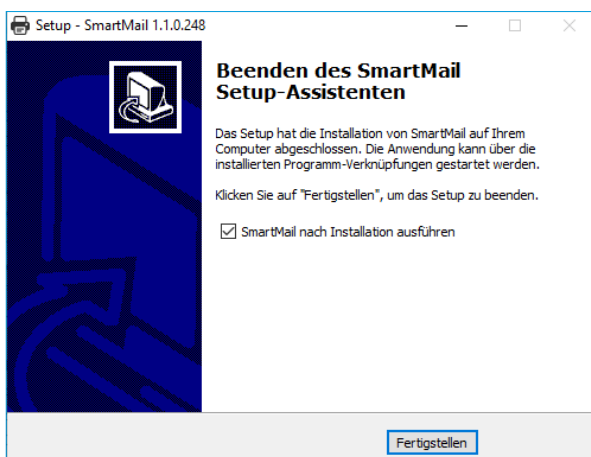 Setup - SmartMail 1.1.0.248
Beenden des SmartMail
Setup-Assistenten
Das Setup hat die Installation von SmartMail auf Ihrem
Computer abgeschlossen. Die Anwendung kann über die
installierten Programm-Verknüpfungen gestartet werden.
Klicken Sie auf "Fertigstellen", um das Setup zu beenden.
SmartMail nach Installation ausführen
Fertigstellen